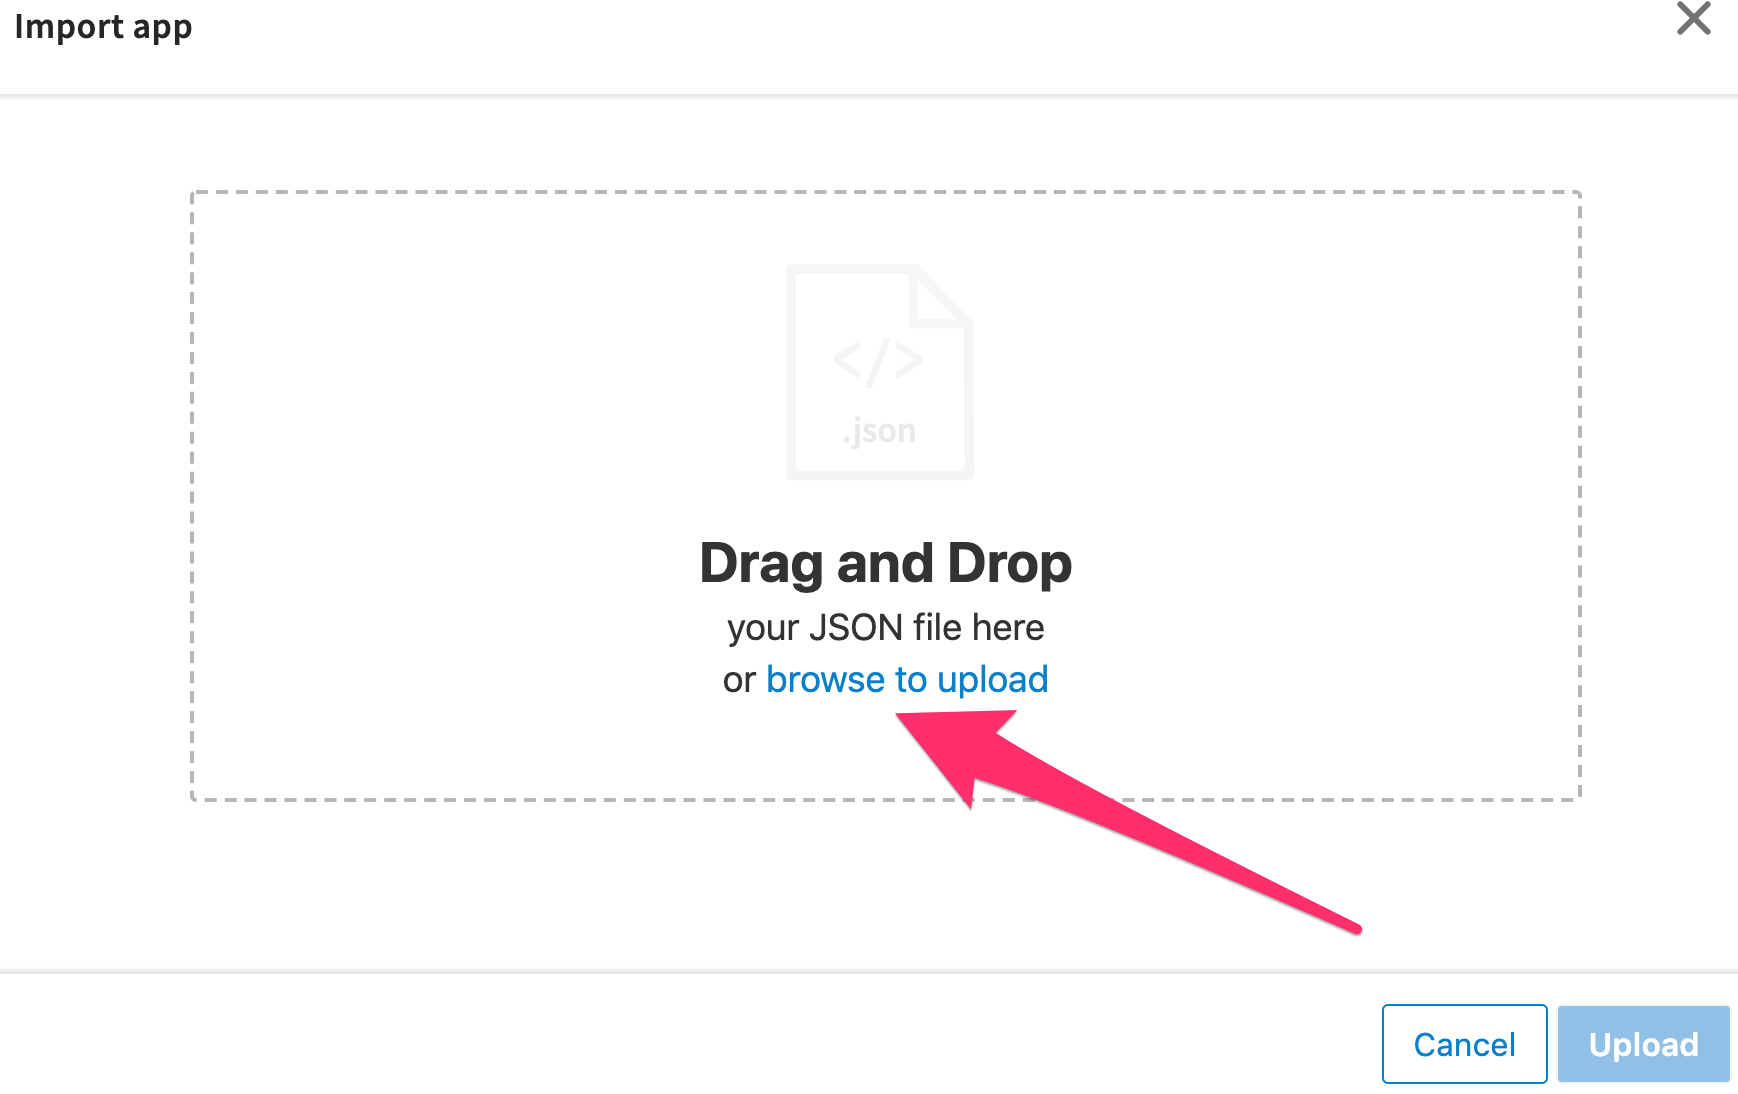 Import app
</>
.json
Drag and Drop
your JSON file here
or browse to upload
Cancel
Upload